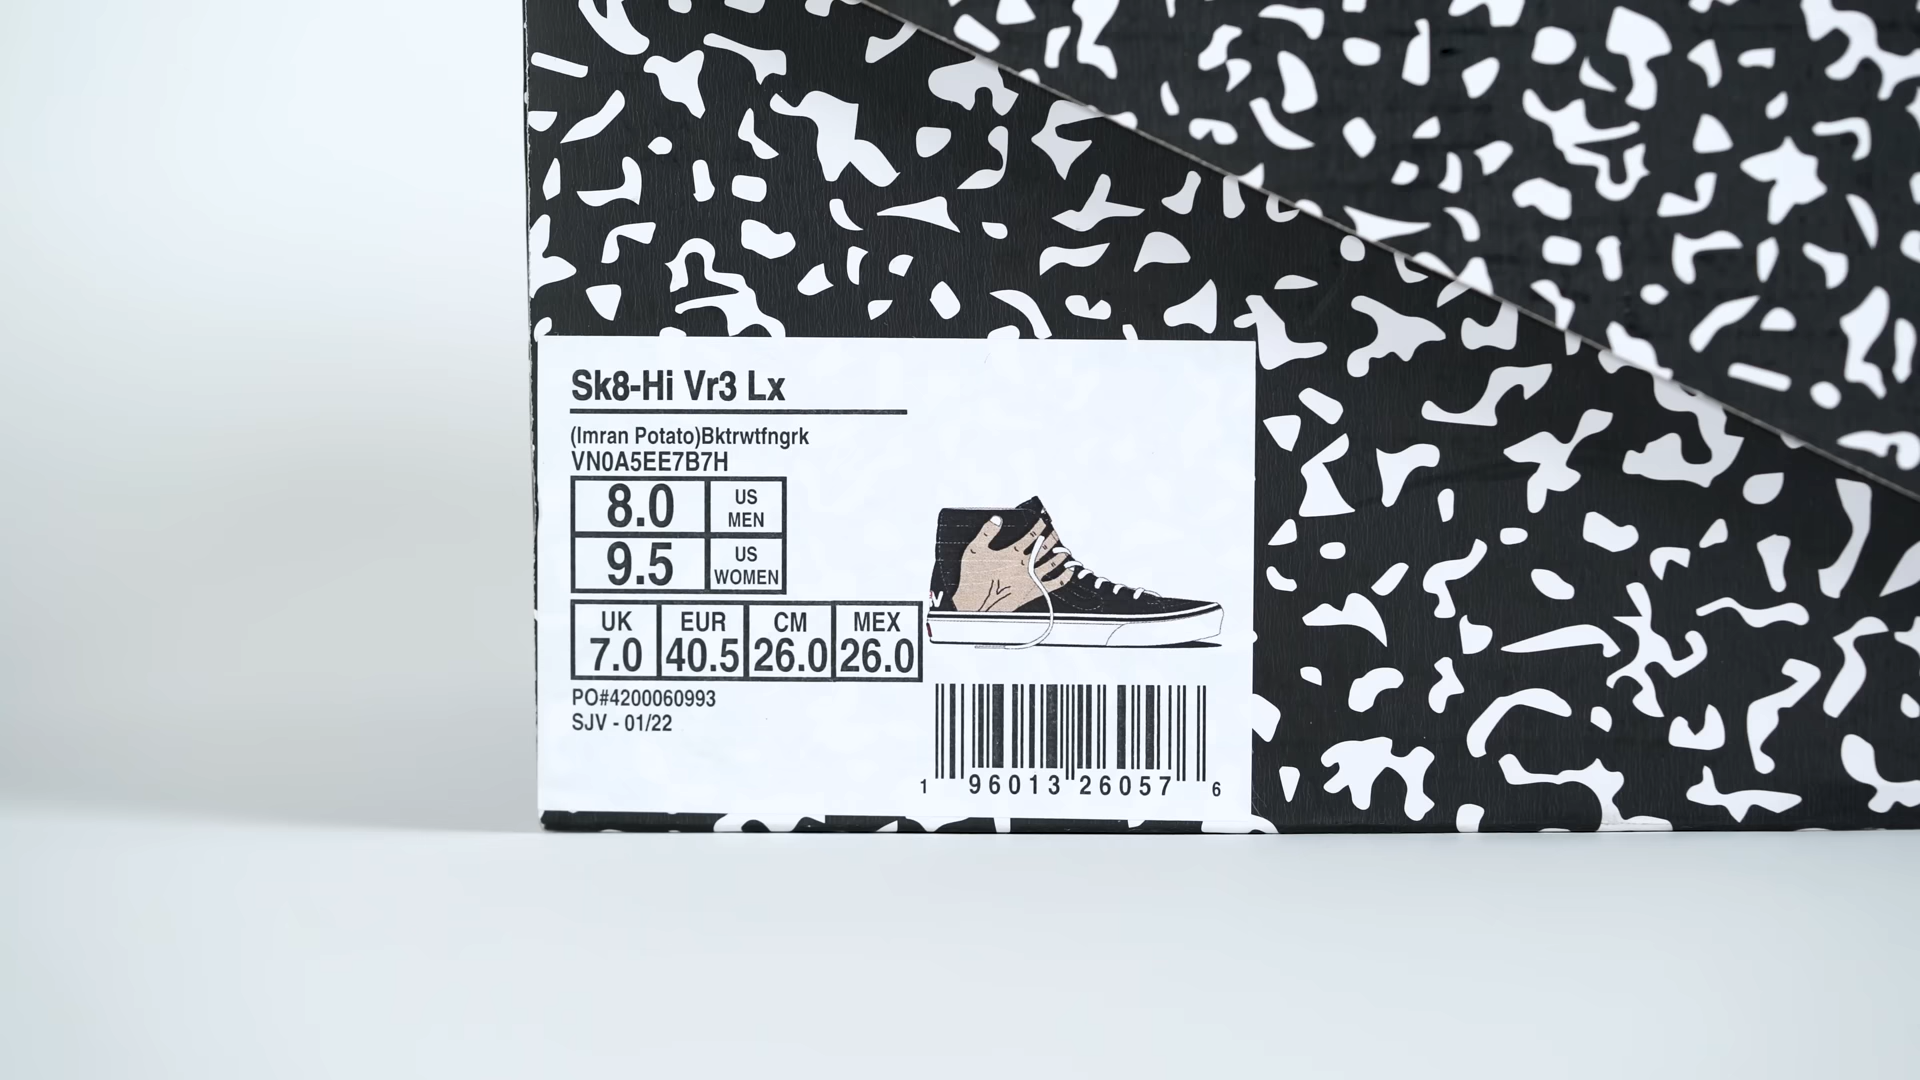 Sk8-Hi Vr3 Lx
(Imran Potato)Bktrwtfngrk
VN0A5EE7B7H
8.0 US MEN
9.5 US WOMEN
UK EUR CM MEX
7.0 40.5 26.0 26.0
PO#4200060993
SJV - 01/22
1 96013 26057 6